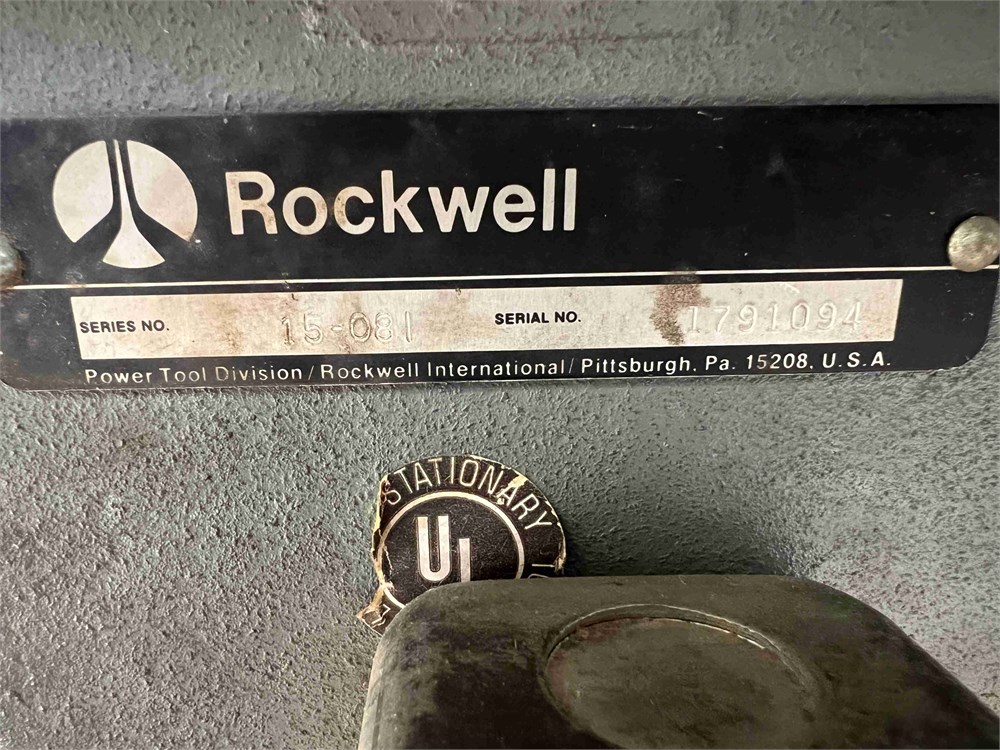 Rockwell
SERIES NO. 15-081 SERIAL NO. 1791094
Power Tool Division/Rockwell International/Pittsburgh, Pa. 15208, U.S.A.
STATIONARY
UL